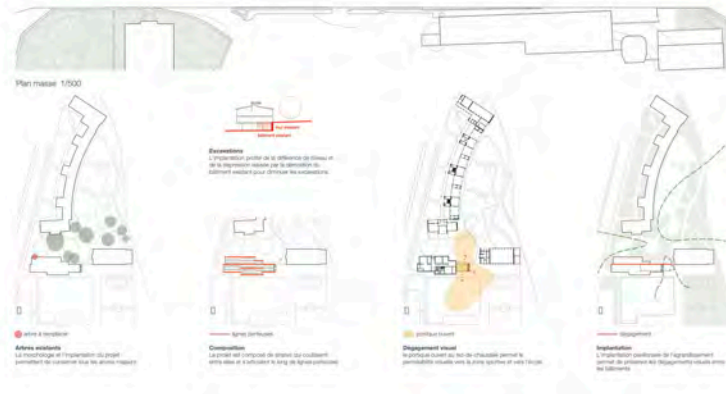 Plan masse 1/500
Excavations
L'implantation profite de la différence de niveau et
de la dépression laissée par la démolition du
bâtiment existant pour diminuer les excavations.
arbre à remplacer
Arbres existants
La morphologie et l'implantation du projet
permettent de conserver tous les arbres majeurs
lignes porteuses
Composition
Le projet est composé de strates qui coulissent
entre elles et s'articulent le long de lignes porteuses
portique ouvert
Dégagement visuel
le portique ouvert au rez-de-chaussée permet la
perméabilité visuelle vers la zone sportive et vers l'école
dégagement
Implantation
L'implantation pavillonaire de l'agrandissement
permet de préserver les dégagements visuels entre
les bâtiments